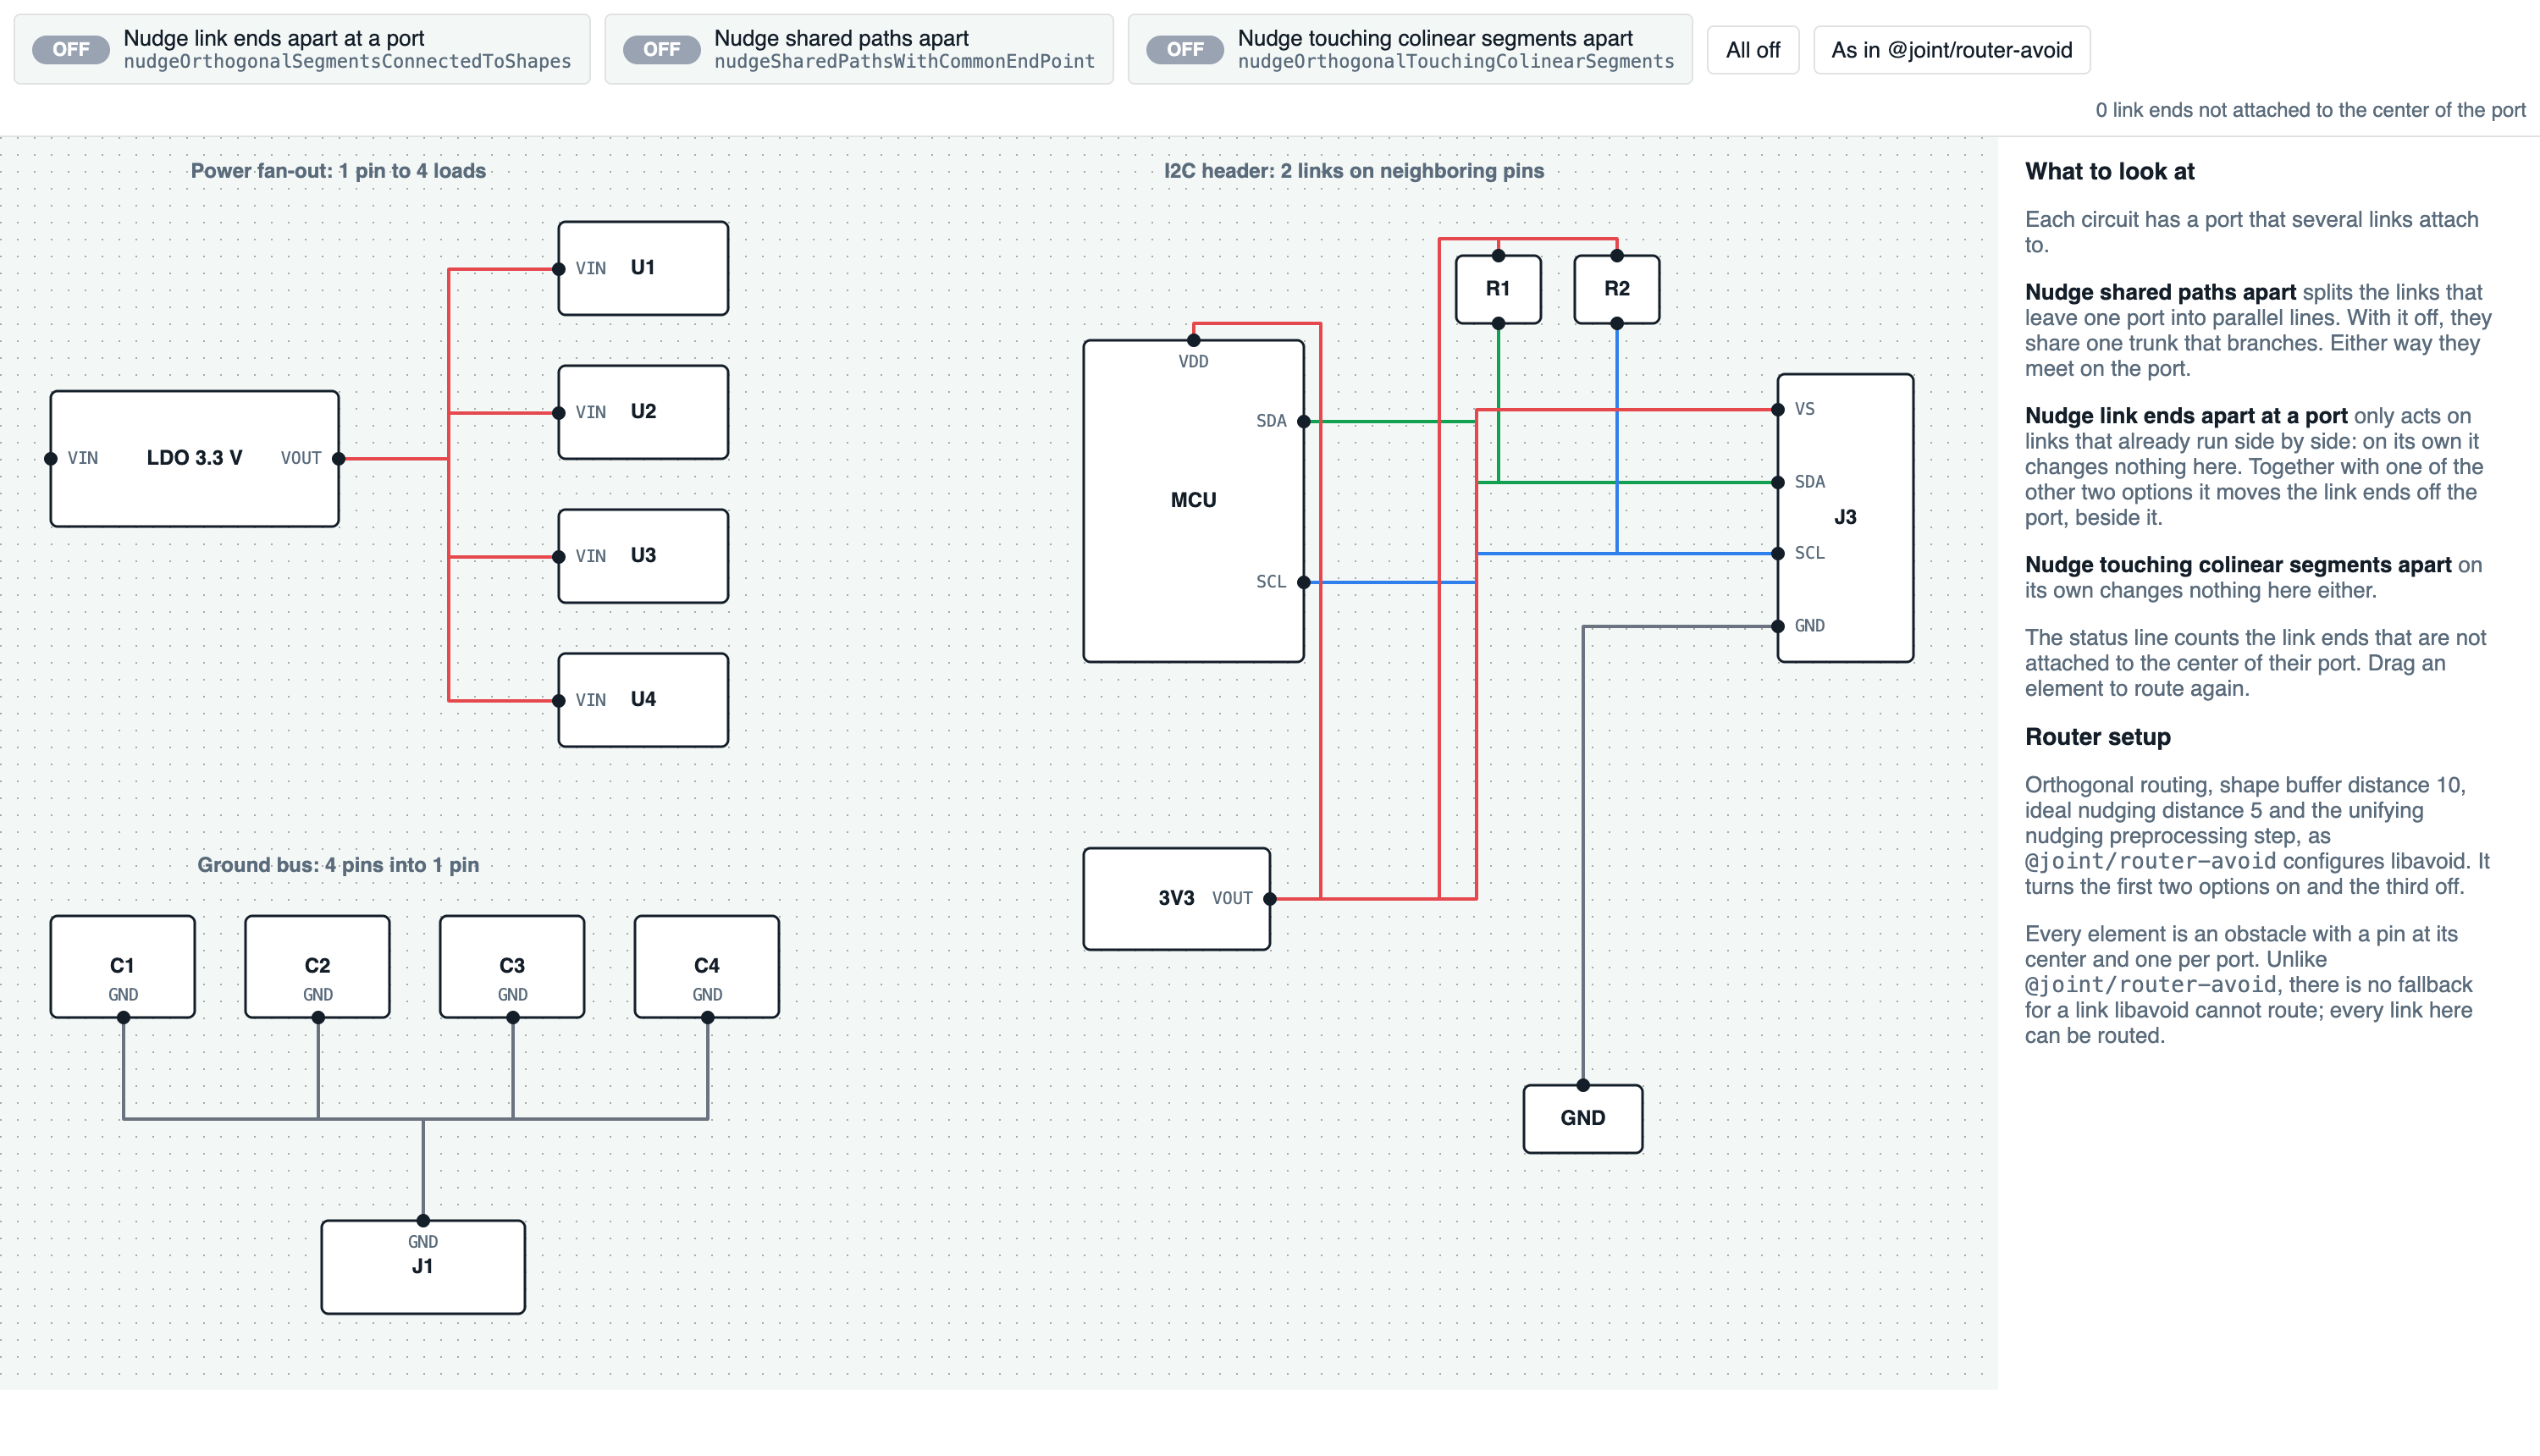 OFF
Nudge link ends apart at a port
nudgeOrthogonalSegmentsConnectedToShapes
OFF
Nudge shared paths apart
nudgeSharedPathsWithCommonEndPoint
OFF
Nudge touching colinear segments apart
nudgeOrthogonalTouchingColinearSegments
All off
As in @joint/router-avoid
0 link ends not attached to the center of the port
Power fan-out: 1 pin to 4 loads
VIN U1
VIN U2
VIN LDO 3.3 V VOUT
VIN U3
VIN U4
Ground bus: 4 pins into 1 pin
C1
GND
C2
GND
C3
GND
C4
GND
GND
J1
I2C header: 2 links on neighboring pins
R1
R2
VDD
SDA
MCU
SCL
VS
SDA
J3
SCL
GND
3V3 VOUT
GND
What to look at
Each circuit has a port that several links attach
to.
Nudge shared paths apart splits the links that
leave one port into parallel lines. With it off, they
share one trunk that branches. Either way they
meet on the port.
Nudge link ends apart at a port only acts on
links that already run side by side: on its own it
changes nothing here. Together with one of the
other two options it moves the link ends off the
port, beside it.
Nudge touching colinear segments apart on
its own changes nothing here either.
The status line counts the link ends that are not
attached to the center of their port. Drag an
element to route again.
Router setup
Orthogonal routing, shape buffer distance 10,
ideal nudging distance 5 and the unifying
nudging preprocessing step, as
@joint/router-avoid configures libavoid. It
turns the first two options on and the third off.
Every element is an obstacle with a pin at its
center and one per port. Unlike
@joint/router-avoid, there is no fallback
for a link libavoid cannot route; every link here
can be routed.